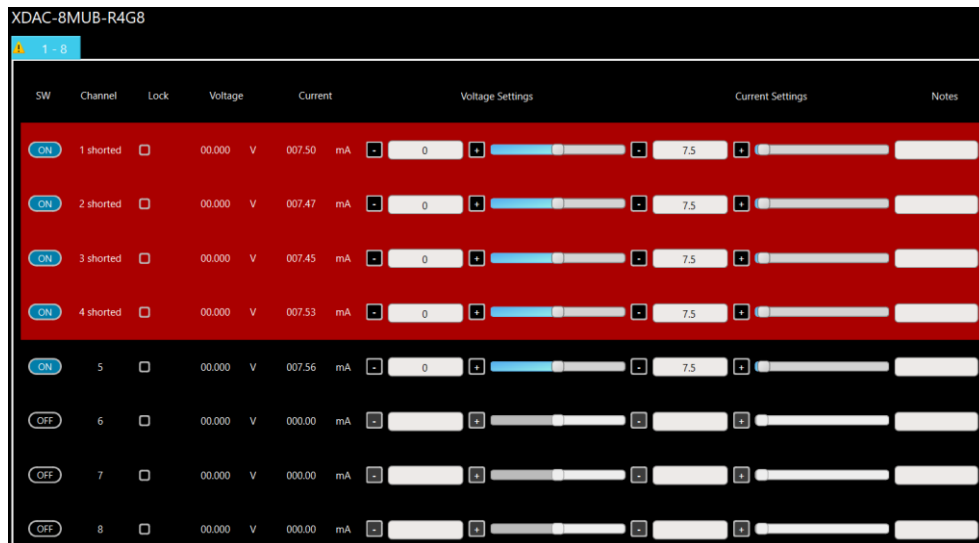 XDAC-8MUB-R4G8
1 - 8
SW Channel Lock Voltage Current Voltage Settings Current Settings Notes
ON 1 shorted 00.000 V 007.50 mA - 0 + - 7.5 +
ON 2 shorted 00.000 V 007.47 mA - 0 + - 7.5 +
ON 3 shorted 00.000 V 007.45 mA - 0 + - 7.5 +
ON 4 shorted 00.000 V 007.53 mA - 0 + - 7.5 +
ON 5 00.000 V 007.56 mA - 0 + - 7.5 +
OFF 6 00.000 V 000.00 mA - + - +
OFF 7 00.000 V 000.00 mA - + - +
OFF 8 00.000 V 000.00 mA - + - +